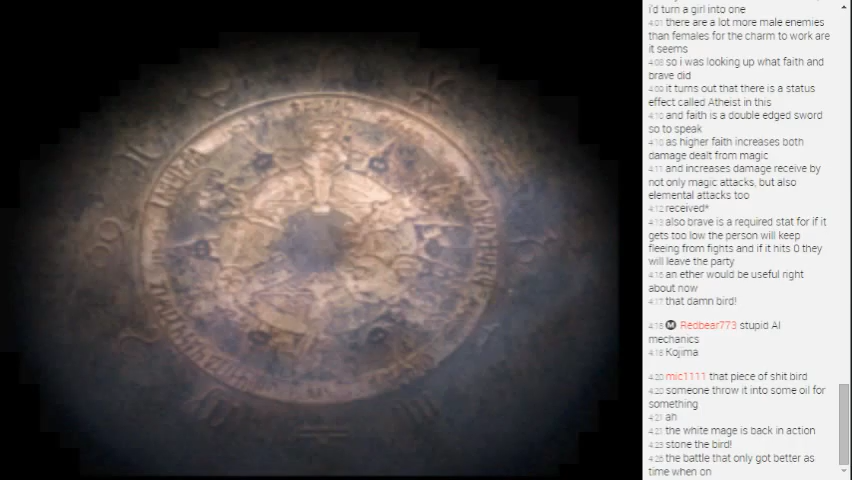 i'd turn a girl into one
4:01 there are a lot more male enemies
than females for the charm to work are
it seems
4:08 so i was looking up what faith and
brave did
4:09 it turns out that there is a status
effect called Atheist in this
4:10 and faith is a double edged sword
so to speak
4:10 as higher faith increases both
damage dealt from magic
4:11 and increases damage receive by
not only magic attacks, but also
elemental attacks too
4:12 received*
4:13 also brave is a required stat for if it
gets too low the person will keep
fleeing from fights and if it hits 0 they
will leave the party
4:16 an ether would be useful right
about now
4:17 that damn bird!
4:18 M Redbear773 stupid AI
mechanics
4:18 Kojima
4:20 mic1111 that piece of shit bird
4:20 someone throw it into some oil for
something
4:21 ah
4:21 the white mage is back in action
4:23 stone the bird!
4:26 the battle that only got better as
time when on